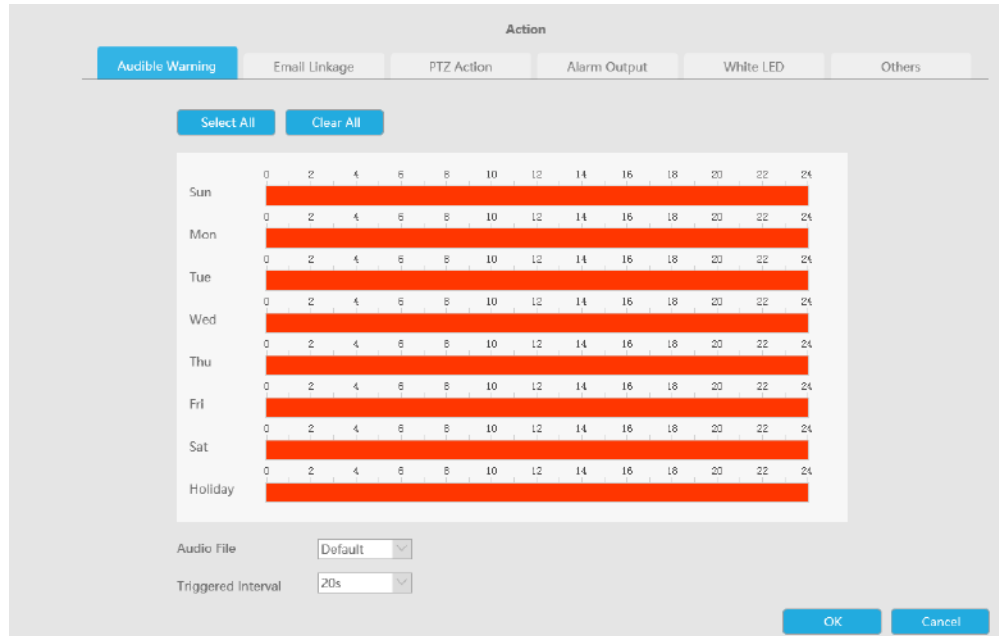 Action
Audible Warning Email Linkage PTZ Action Alarm Output White LED Others
Select All Clear All
0 2 4 6 8 10 12 14 16 18 20 22 24
Sun
0 2 4 6 8 10 12 14 16 18 20 22 24
Mon
0 2 4 6 8 10 12 14 16 18 20 22 24
Tue
0 2 4 6 8 10 12 14 16 18 20 22 24
Wed
0 2 4 6 8 10 12 14 16 18 20 22 24
Thu
0 2 4 6 8 10 12 14 16 18 20 22 24
Fri
0 2 4 6 8 10 12 14 16 18 20 22 24
Sat
0 2 4 6 8 10 12 14 16 18 20 22 24
Holiday
Audio File Default
Triggered Interval 20s
OK Cancel